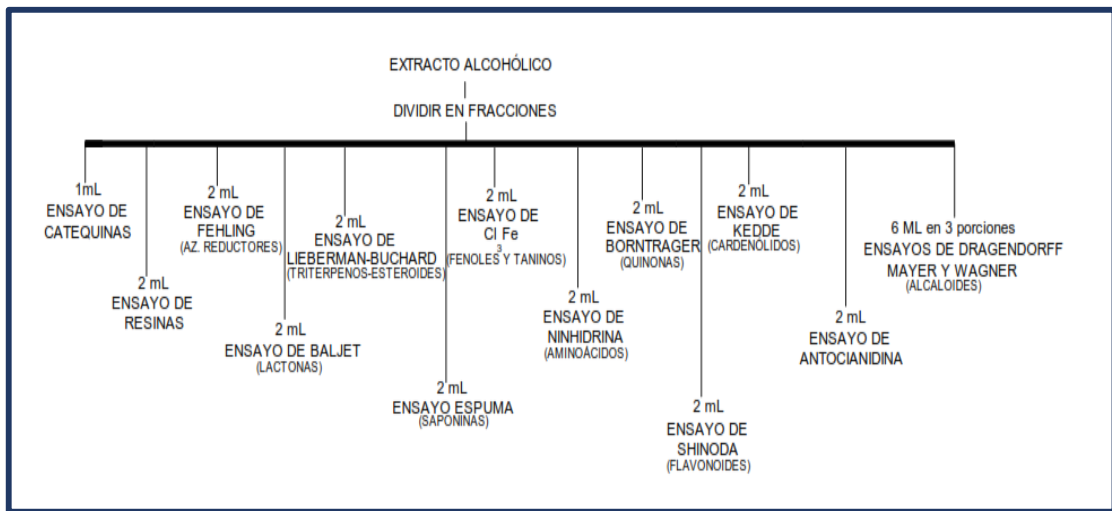 EXTRACTO ALCOHÓLICO
DIVIDIR EN FRACCIONES
1mL
ENSAYO DE
CATEQUINAS
2 mL
ENSAYO DE
RESINAS
2 mL
ENSAYO DE
FEHLING
(AZ. REDUCTORES)
2 mL
ENSAYO DE BALJET
(LACTONAS)
2 mL
ENSAYO DE
LIEBERMAN-BUCHARD
(TRITERPENOS-ESTEROIDES)
2 mL
ENSAYO ESPUMA
(SAPONINAS)
2 mL
ENSAYO DE
Cl Fe
3
(FENOLES Y TANINOS)
2 mL
ENSAYO DE
NINHIDRINA
(AMINOÁCIDOS)
2 mL
ENSAYO DE
BORNTRAGER
(QUINONAS)
2 mL
ENSAYO DE
SHINODA
(FLAVONOIDES)
2 mL
ENSAYO DE
KEDDE
(CARDENÓLIDOS)
2 mL
ENSAYO DE
ANTOCIANIDINA
6 ML en 3 porciones
ENSAYOS DE DRAGENDORFF
MAYER Y WAGNER
(ALCALOIDES)